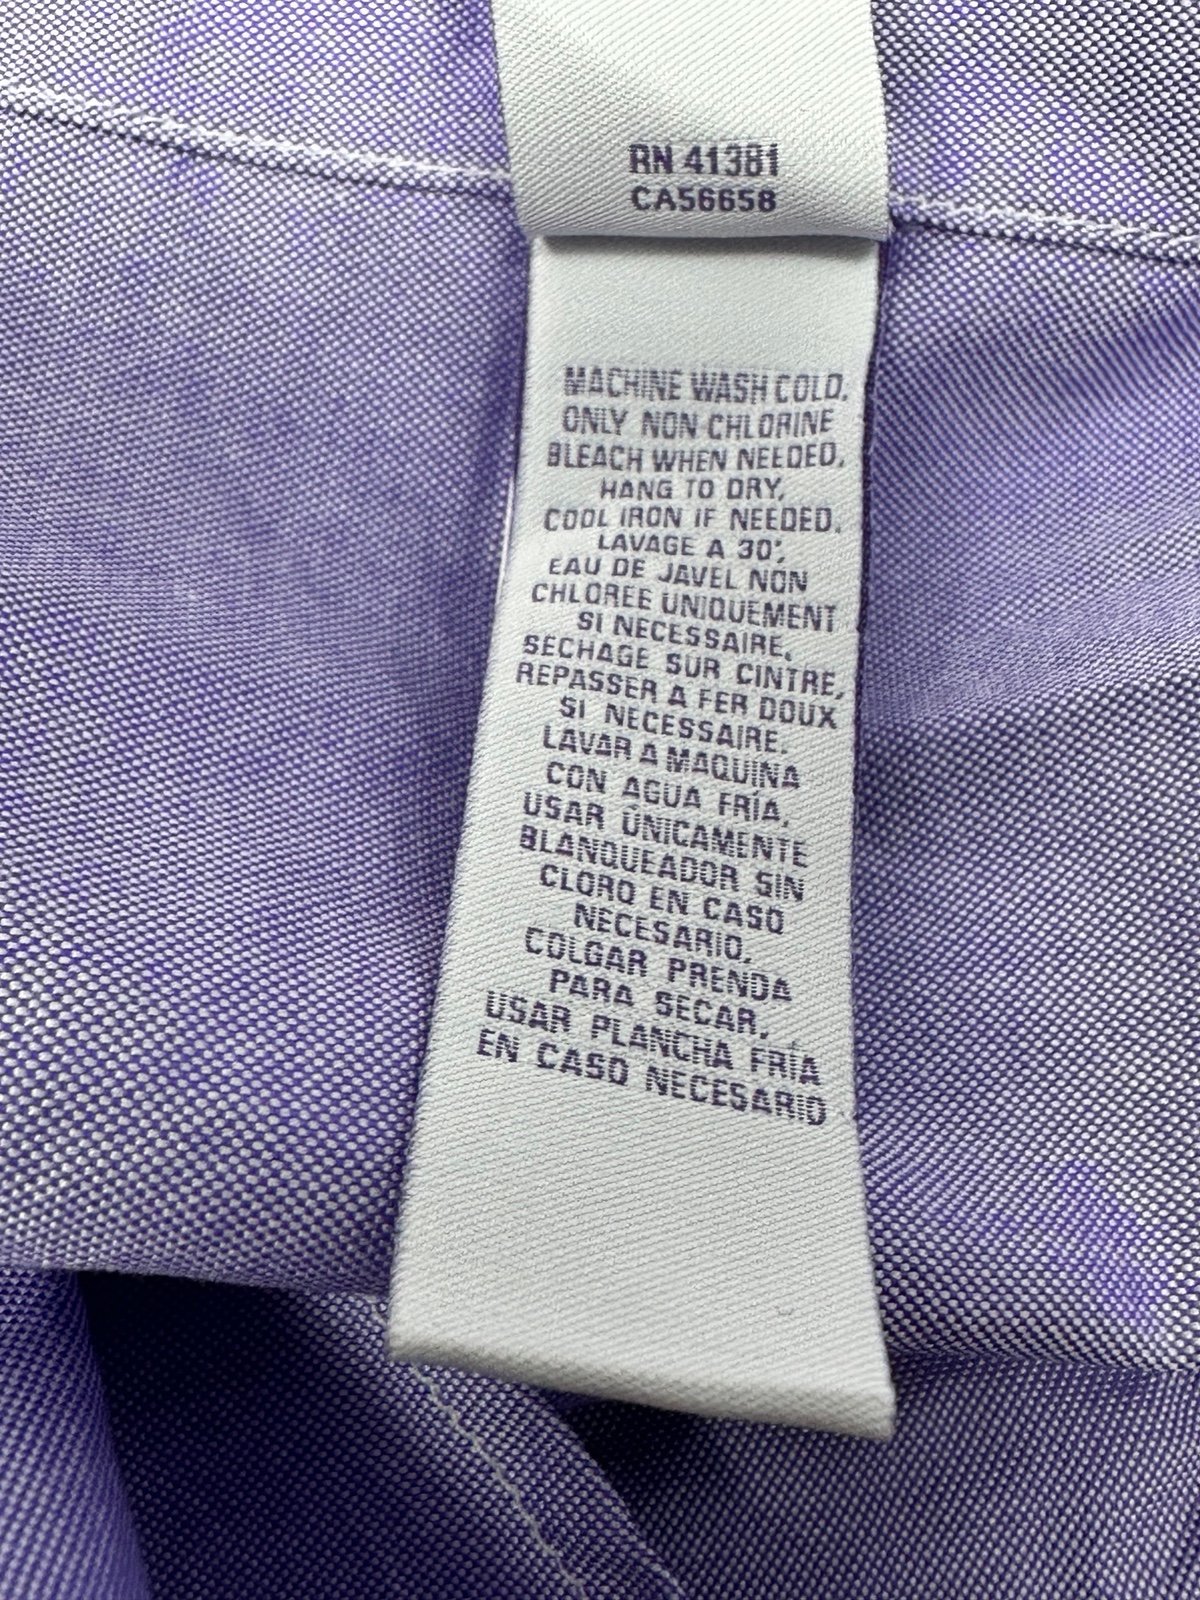 RN 41381
CA56658
MACHINE WASH COLD.
ONLY NON-CHLORINE
BLEACH WHEN NEEDED.
HANG TO DRY,
COOL IRON IF NEEDED.
LAVAGE A 30°,
EAU DE JAVEL NON
CHLOREE UNIQUEMENT
SI NECESSAIRE.
SECHAGE SUR CINTRE,
REPASSER A FER DOUX
SI NECESSAIRE.
LAVAR A MAQUINA
CON AGUA FRÍA,
USAR ÚNICAMENTE
BLANQUEADOR SIN
CLORO EN CASO
NECESARIO,
COLGAR PRENDA
PARA SECAR,
USAR PLANCHA FRÍA
EN CASO NECESARIO